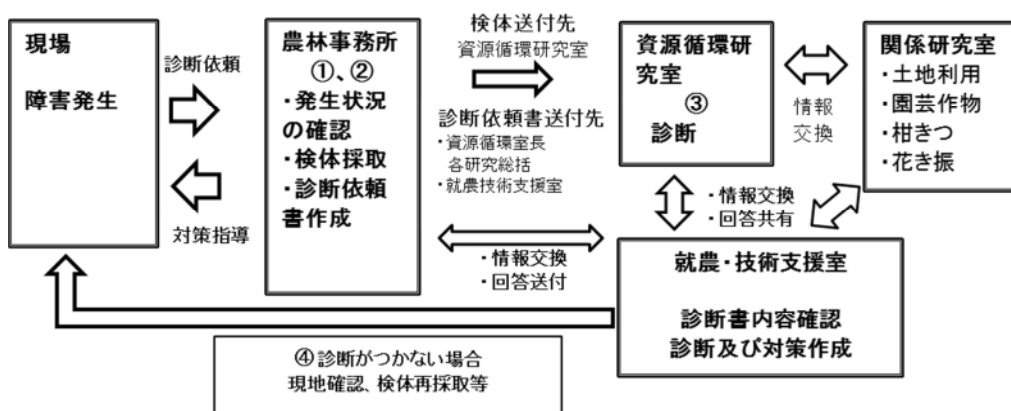 現場
障害発生
診断依頼
対策指導
農林事務所
①、②
・発生状況
の確認
・検体採取
・診断依頼
書作成
検体送付先
資源循環研究室
診断依頼書送付先
・資源循環室長
各研究総括
・就農技術支援室
・情報交換
・回答送付
資源循環研
究室
③
診断
情報
交換
関係研究室
・土地利用
・園芸作物
・柑きつ
・花き振
・情報交換
・回答共有
就農・技術支援室
診断書内容確認
診断及び対策作成
④診断がつかない場合
現地確認、検体再採取等